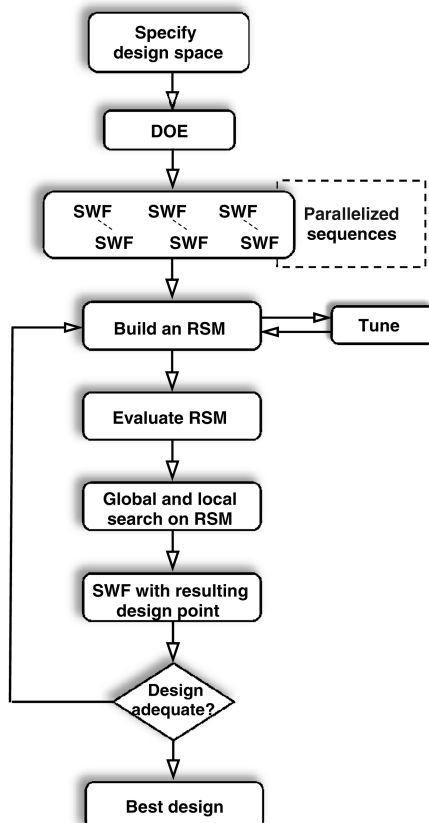 Specify
design space
DOE
SWF SWF SWF
SWF SWF SWF
Parallelized
sequences
Build an RSM
Tune
Evaluate RSM
Global and local
search on RSM
SWF with resulting
design point
Design
adequate?
Best design